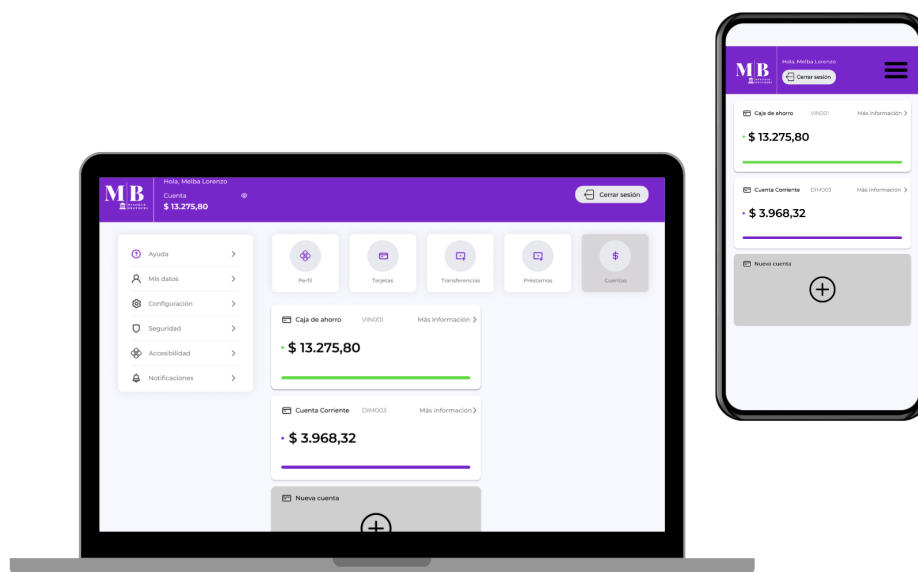 Hola, Melba Lorenzo
Cuenta
$ 13.275,80
MB
Cerrar sesión
Ayuda
Mis datos
Configuración
Seguridad
Accesibilidad
Notificaciones
Perfil
Tarjetas
Transferencias
Préstamos
Cuentas
Caja de ahorro VIN001 Más información
$ 13.275,80
Cuenta Corriente DIM003 Más información
$ 3.968,32
Nueva cuenta
MB
Hola, Melba Lorenzo
Cerrar sesión
Caja de ahorro VIN001 Más información
$ 13.275,80
Cuenta Corriente DIM003 Más información
$ 3.968,32
Nueva cuenta